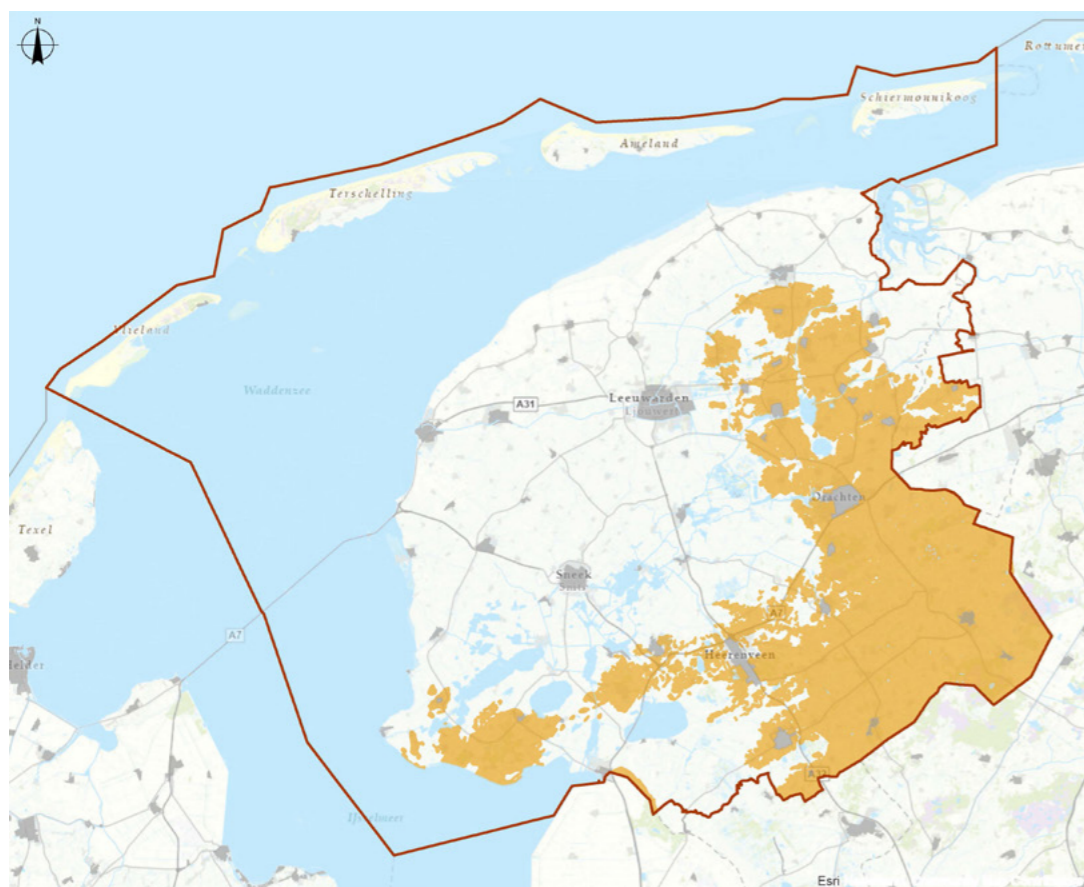 N
Rottumer
Schiermonnikoog
Ameland
Terschelling
Vlieland
Waddenzee
A31
Leeuwarden
Ljouwert
Texel
Drachten
Sneek
Snits
A7
A7
Heerenveen
Helder
A32
IJsselmeer
Esri